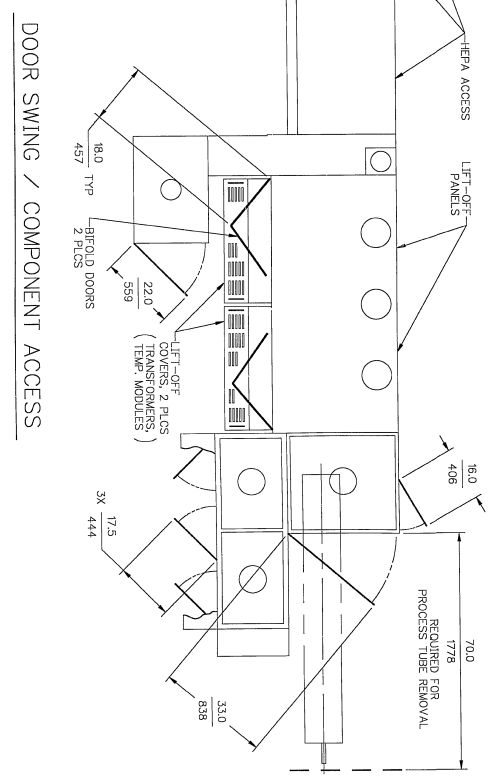 HEPA ACCESS
LIFT-OFF
PANELS
16.0
406
70.0
1778
REQUIRED FOR
PROCESS TUBE REMOVAL
18.0
457 TYP
BIFOLD DOORS
2 PLCS
22.0
559
LIFT-OFF
COVERS, 2 PLCS
(TRANSFORMERS,
TEMP. MODULES)
3X 17.5
444
33.0
838
DOOR SWING / COMPONENT ACCESS